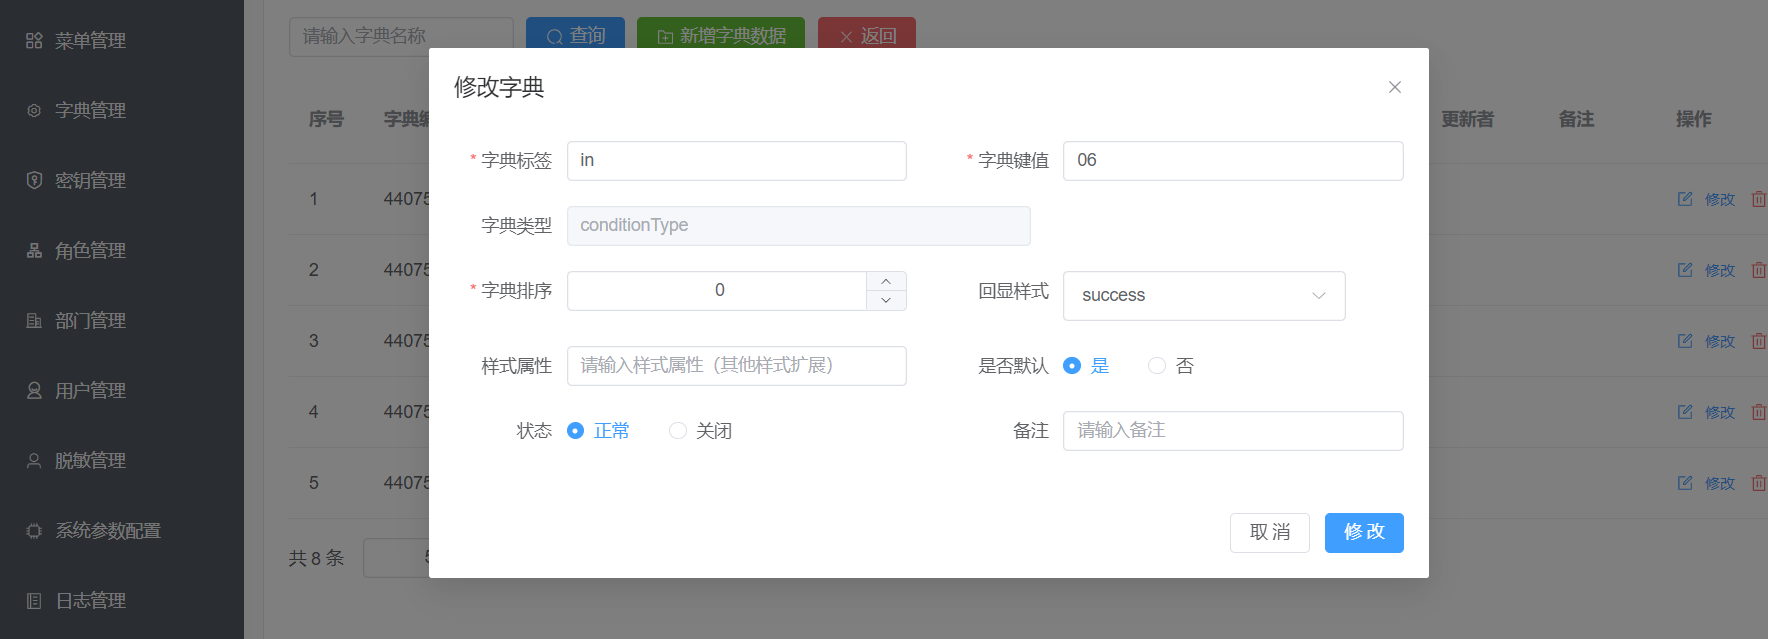 菜单管理
字典管理
密钥管理
角色管理
部门管理
用户管理
脱敏管理
系统参数配置
日志管理
请输入字典名称
查询
新增字典数据
返回
序号
字典编
更新者
备注
操作
1
44075
修改
2
44075
修改
3
44075
修改
4
44075
修改
5
44075
修改
共 8 条
修改字典
* 字典标签
in
* 字典键值
06
字典类型
conditionType
* 字典排序
0
回显样式
success
样式属性
请输入样式属性（其他样式扩展）
是否默认
是
否
状态
正常
关闭
备注
请输入备注
取 消
修 改